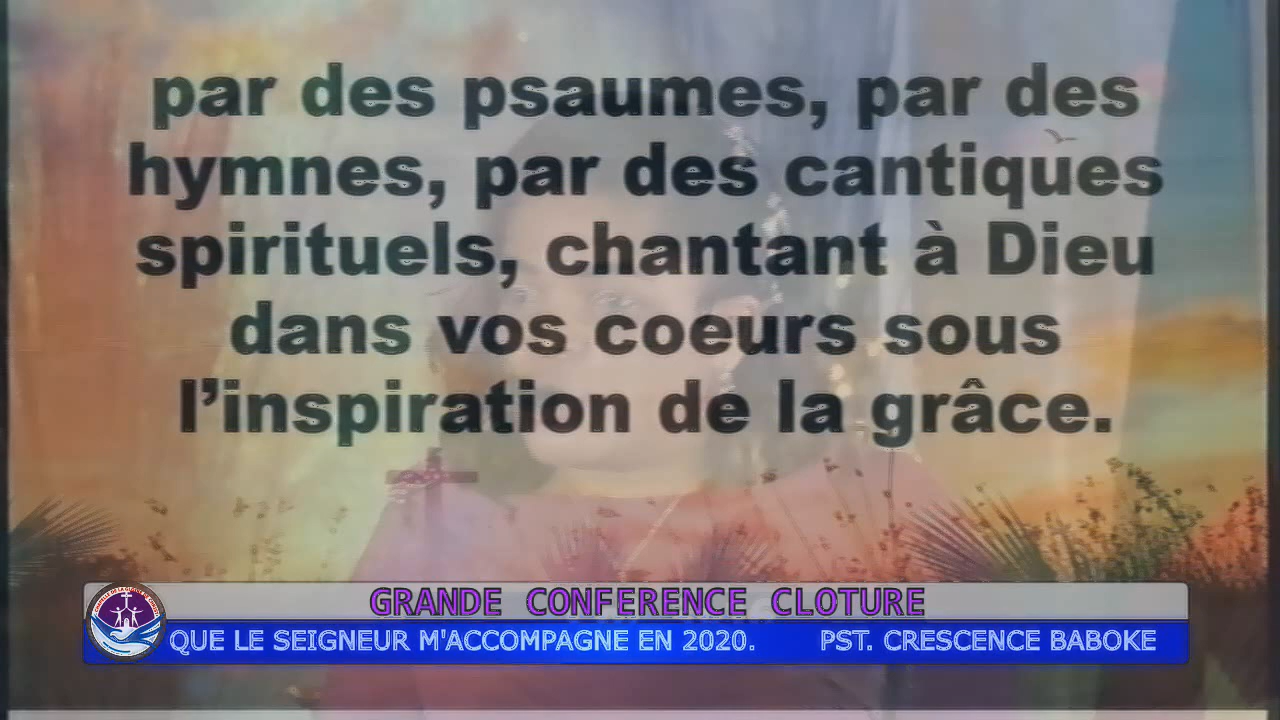 par des psaumes, par des
hymnes, par des cantiques
spirituels, chantant à Dieu
dans vos coeurs sous
l’inspiration de la grâce.
GRANDE CONFERENCE CLOTURE
QUE LE SEIGNEUR M'ACCOMPAGNE EN 2020. PST. CRESCENCE BABOKE